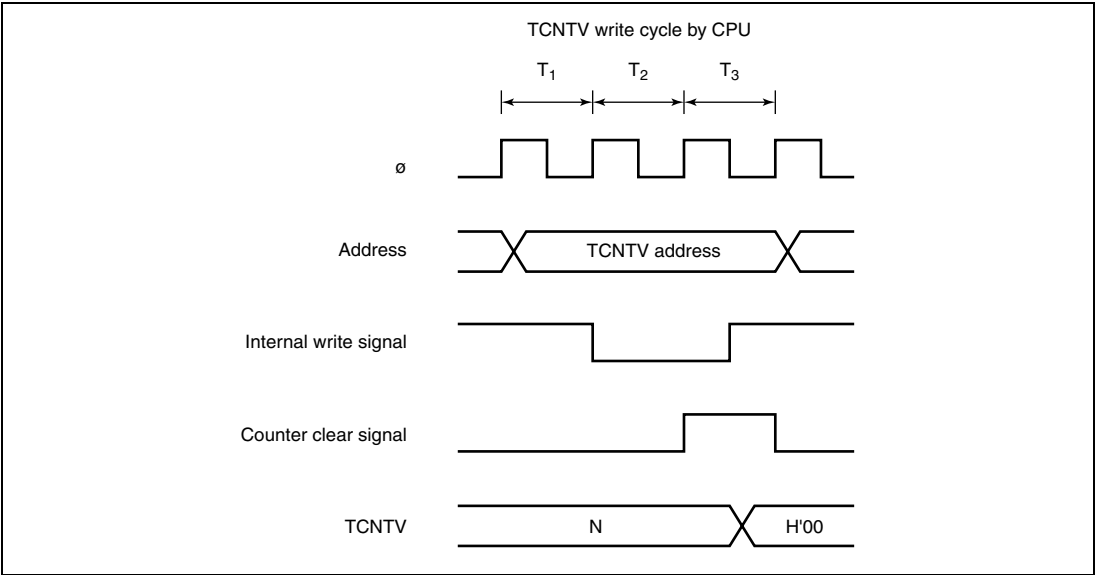 TCNTV write cycle by CPU
T1 T2 T3
ø
Address TCNTV address
Internal write signal
Counter clear signal
TCNTV N H'00